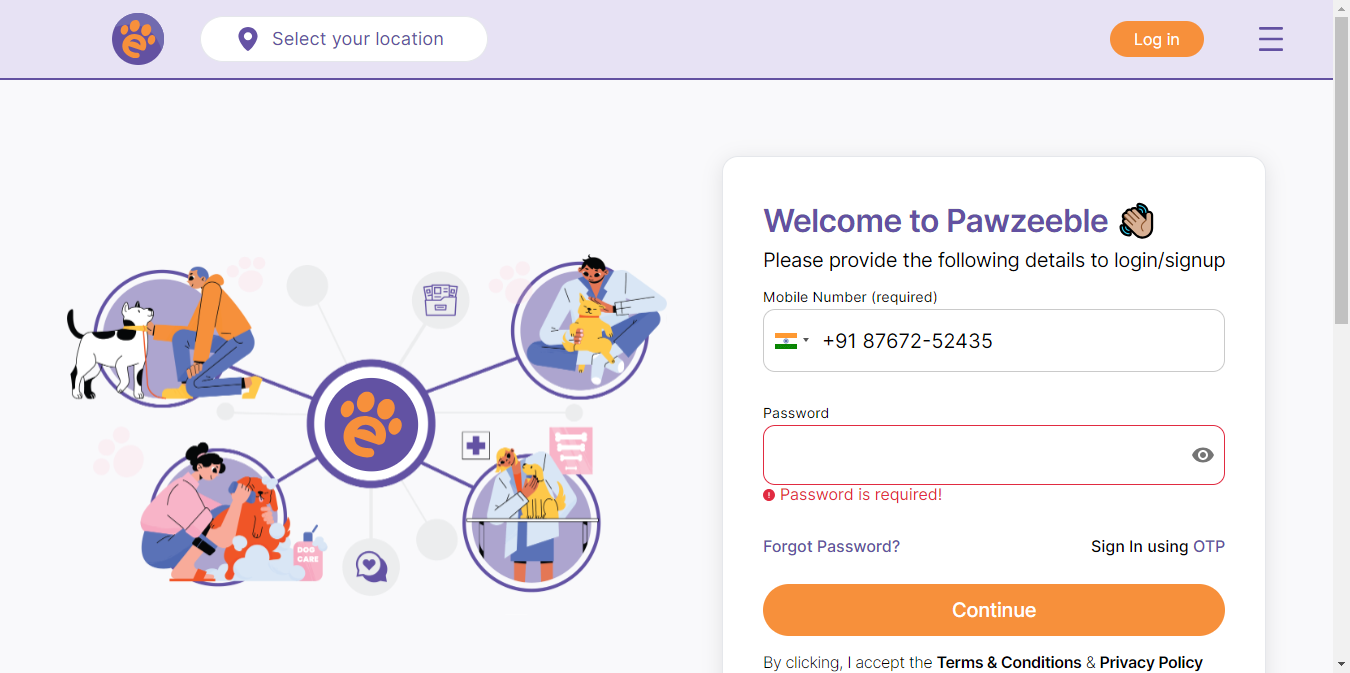 Select your location
Log in
Welcome to Pawzeeble
Please provide the following details to login/signup
Mobile Number (required)
+91 87672-52435
Password
Password is required!
Forgot Password?
Sign In using OTP
Continue
By clicking, I accept the Terms & Conditions & Privacy Policy
e
e
DOG
CARE